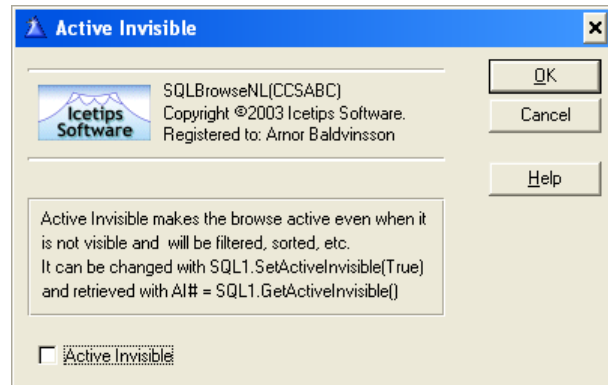 Active Invisible
SQLBrowseNL(CCSABC)
Copyright ©2003 Icetips Software.
Registered to: Arnor Baldvinsson
Icetips
Software
OK
Cancel
Help
Active Invisible makes the browse active even when it
is not visible and will be filtered, sorted, etc.
It can be changed with SQL1.SetActiveInvisible(True)
and retrieved with AI# = SQL1.GetActiveInvisible()
Active Invisible